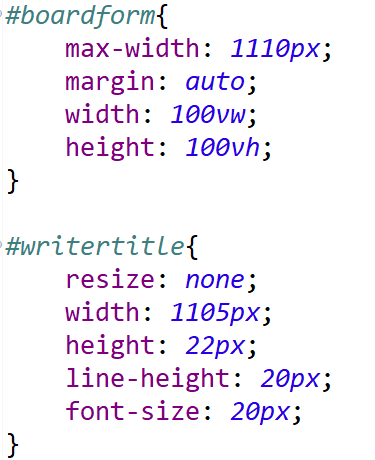 #boardform{
    max-width: 1110px;
    margin: auto;
    width: 100vw;
    height: 100vh;
}

#writertitle{
    resize: none;
    width: 1105px;
    height: 22px;
    line-height: 20px;
    font-size: 20px;
}